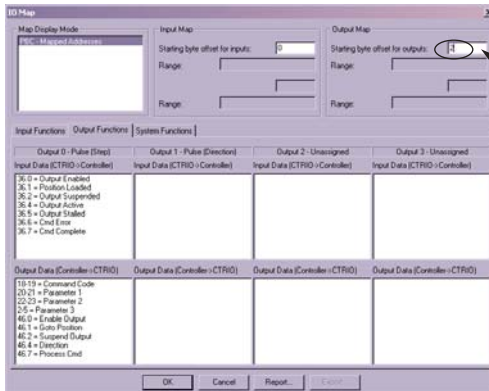 IO Map
Map Display Mode
PBC - Mapped Addresses
Input Map
Starting byte offset for inputs: 0
Range:
Range:
Output Map
Starting byte offset for outputs: 2
Range:
Range:
Input Functions Output Functions System Functions
Output 0 - Pulse (Step) Output 1 - Pulse (Direction) Output 2 - Unassigned Output 3 - Unassigned
Input Data (CTRIO->Controller) Input Data (CTRIO->Controller) Input Data (CTRIO->Controller) Input Data (CTRIO->Controller)
36.0 = Output Enabled
36.1 = Position Loaded
36.2 = Output Suspended
36.4 = Output Active
36.5 = Output Stalled
36.6 = Cmd Error
36.7 = Cmd Complete
Output Data (Controller->CTRIO) Output Data (Controller->CTRIO) Output Data (Controller->CTRIO) Output Data (Controller->CTRIO)
18-19 = Command Code
20-21 = Parameter 1
22-23 = Parameter 2
2-5 = Parameter 3
46.0 = Enable Output
46.1 = Goto Position
46.2 = Suspend Output
46.4 = Direction
46.7 = Process Cmd
OK Cancel Report... Export...